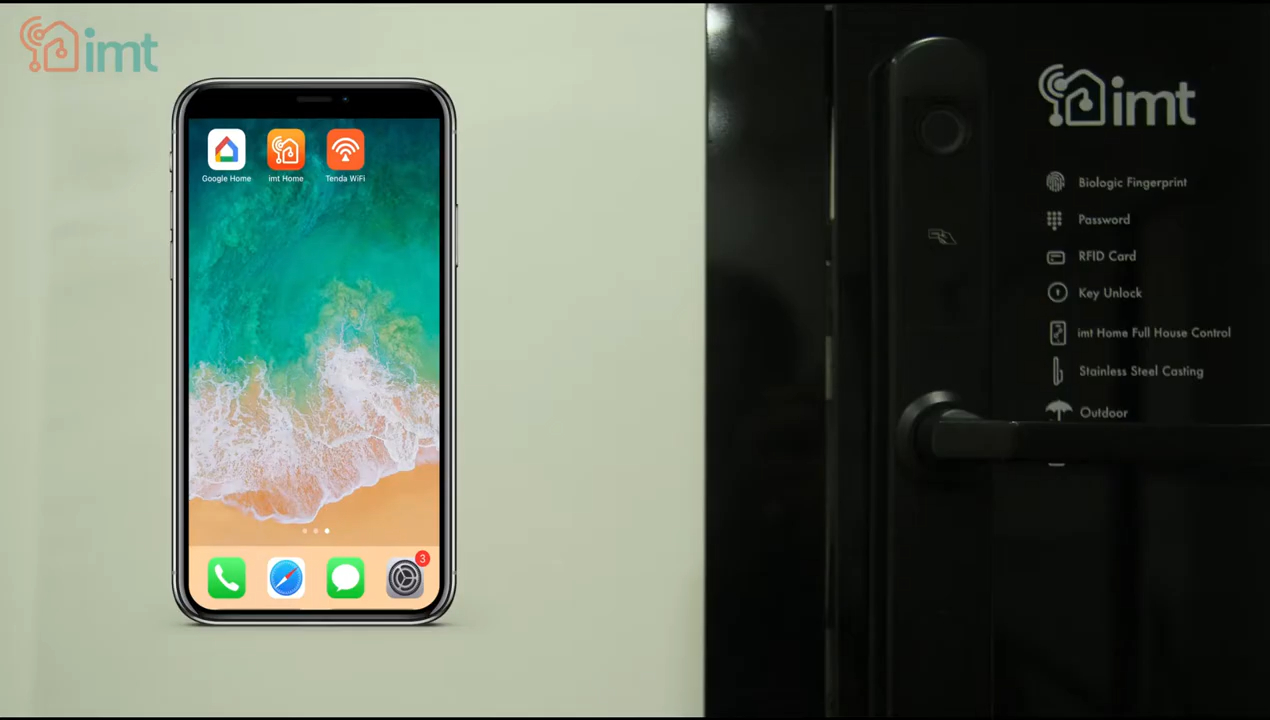 imt
Google Home
imt Home
Tenda WiFi
3
imt
Biologic Fingerprint
Password
RFID Card
Key Unlock
imt Home Full House Control
Stainless Steel Casting
Outdoor